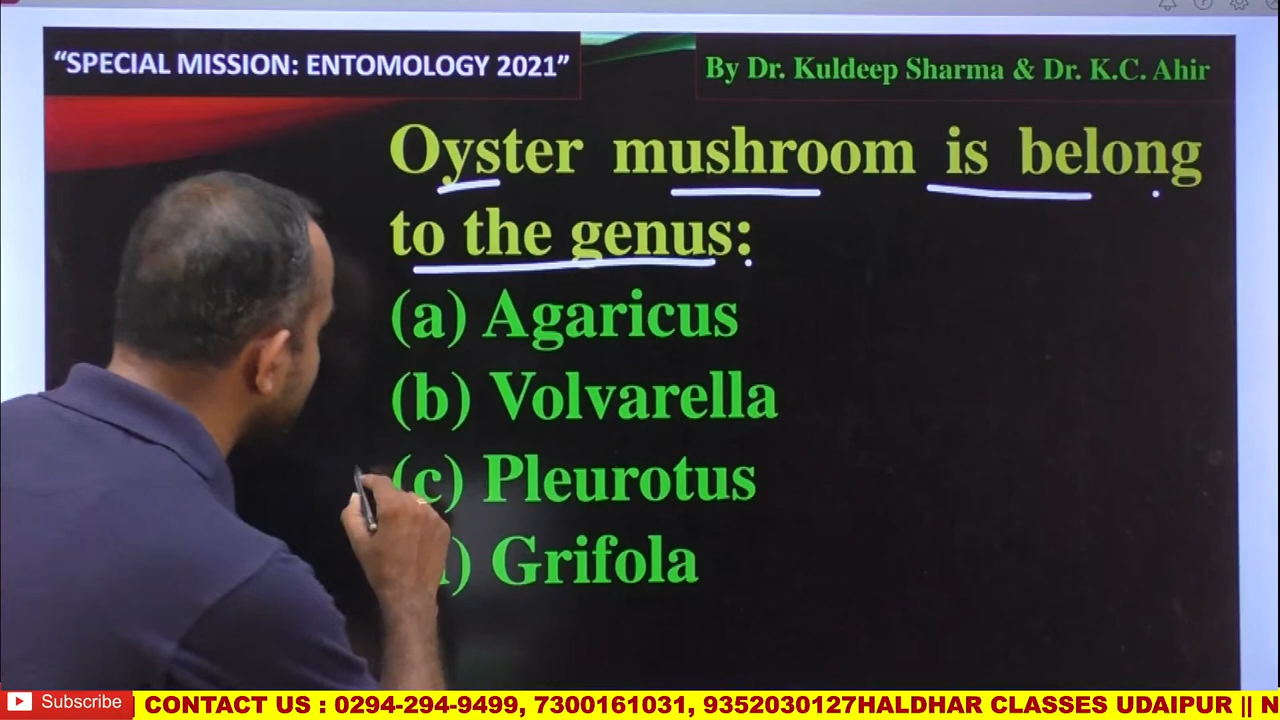 “SPECIAL MISSION: ENTOMOLOGY 2021”
By Dr. Kuldeep Sharma & Dr. K.C. Ahir
Oyster mushroom is belong
to the genus:
(a) Agaricus
(b) Volvarella
(c) Pleurotus
) Grifola
Subscribe
CONTACT US : 0294-294-9499, 7300161031, 9352030127HALDHAR CLASSES UDAIPUR || N